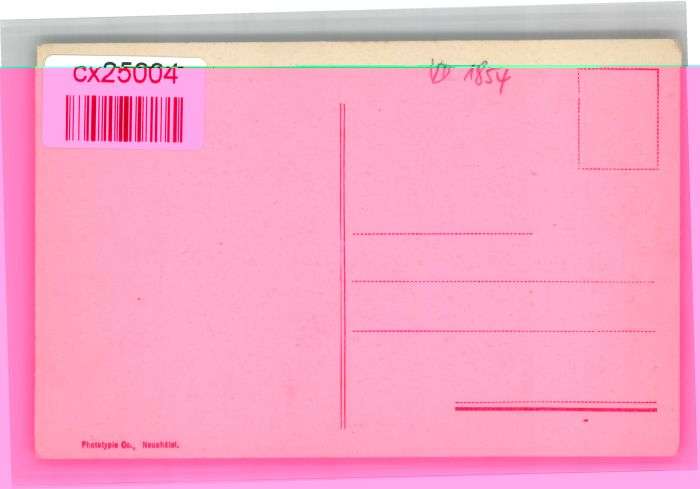 cx25004
1854
Phototypie Co., Neuchâtel.